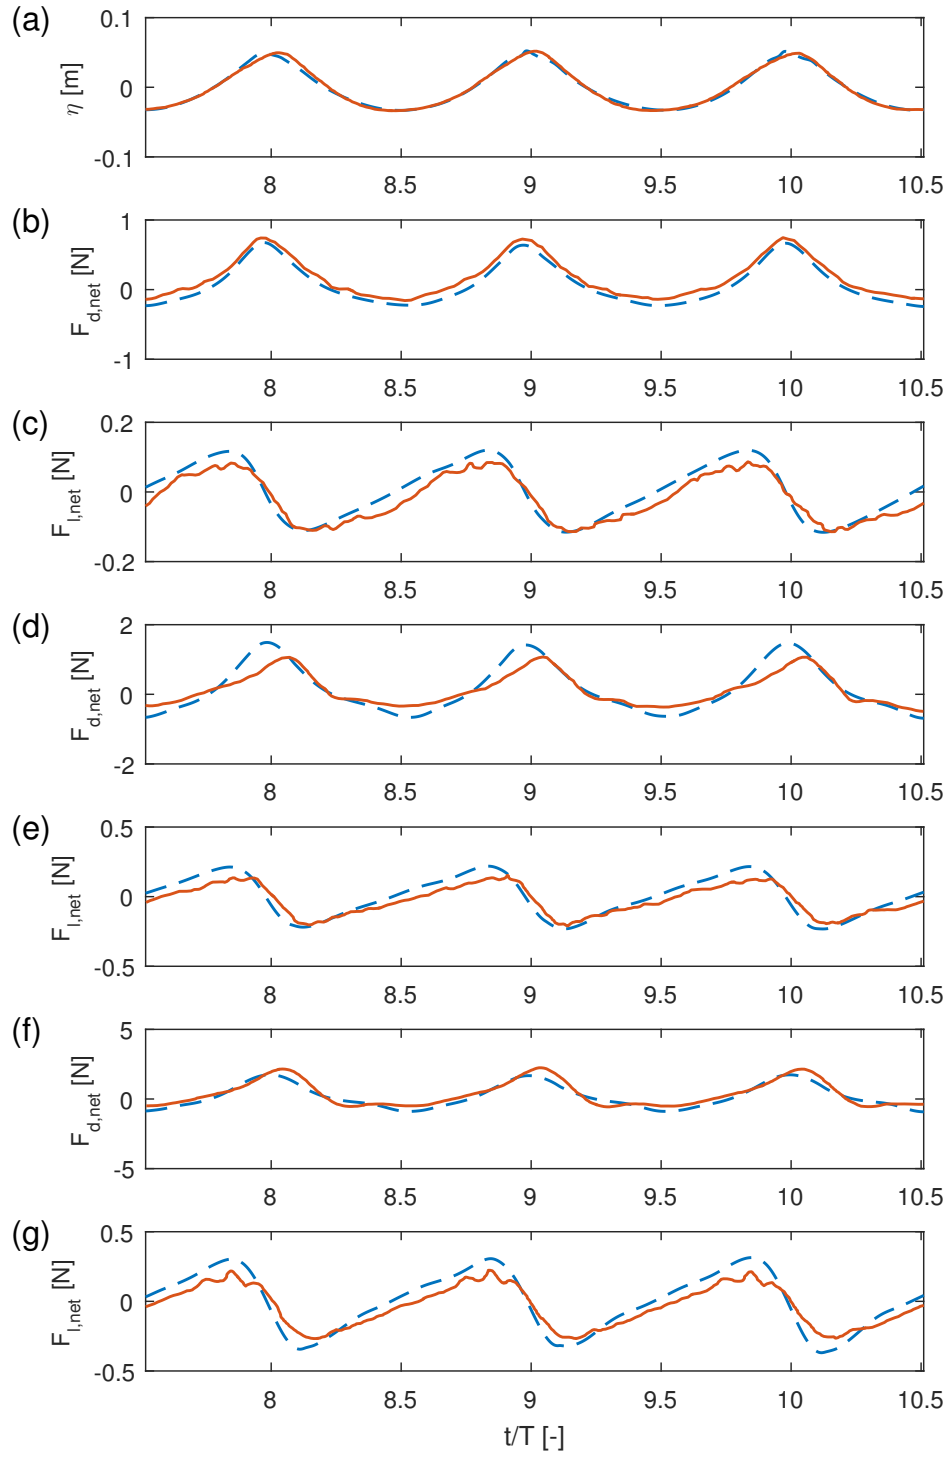 (a)
0.1
0
-0.1
η [m]
8 8.5 9 9.5 10 10.5
(b)
1
0
-1
F_d,net [N]
8 8.5 9 9.5 10 10.5
(c)
0.2
0
-0.2
F_l,net [N]
8 8.5 9 9.5 10 10.5
(d)
2
0
-2
F_d,net [N]
8 8.5 9 9.5 10 10.5
(e)
0.5
0
-0.5
F_l,net [N]
8 8.5 9 9.5 10 10.5
(f)
5
0
-5
F_d,net [N]
8 8.5 9 9.5 10 10.5
(g)
0.5
0
-0.5
F_l,net [N]
8 8.5 9 9.5 10 10.5
t/T [-]